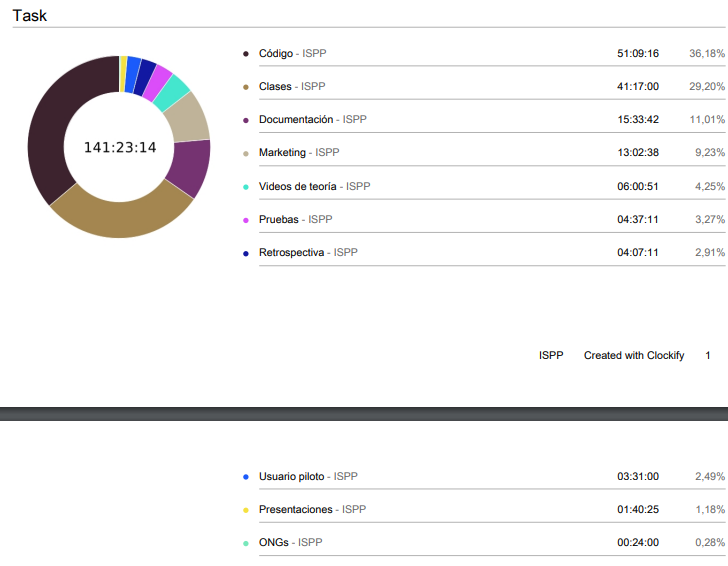 Task
Código - ISPP 51:09:16 36,18%
Clases - ISPP 41:17:00 29,20%
Documentación - ISPP 15:33:42 11,01%
141:23:14
Marketing - ISPP 13:02:38 9,23%
Videos de teoría - ISPP 06:00:51 4,25%
Pruebas - ISPP 04:37:11 3,27%
Retrospectiva - ISPP 04:07:11 2,91%
ISPP Created with Clockify 1
Usuario piloto - ISPP 03:31:00 2,49%
Presentaciones - ISPP 01:40:25 1,18%
ONGs - ISPP 00:24:00 0,28%